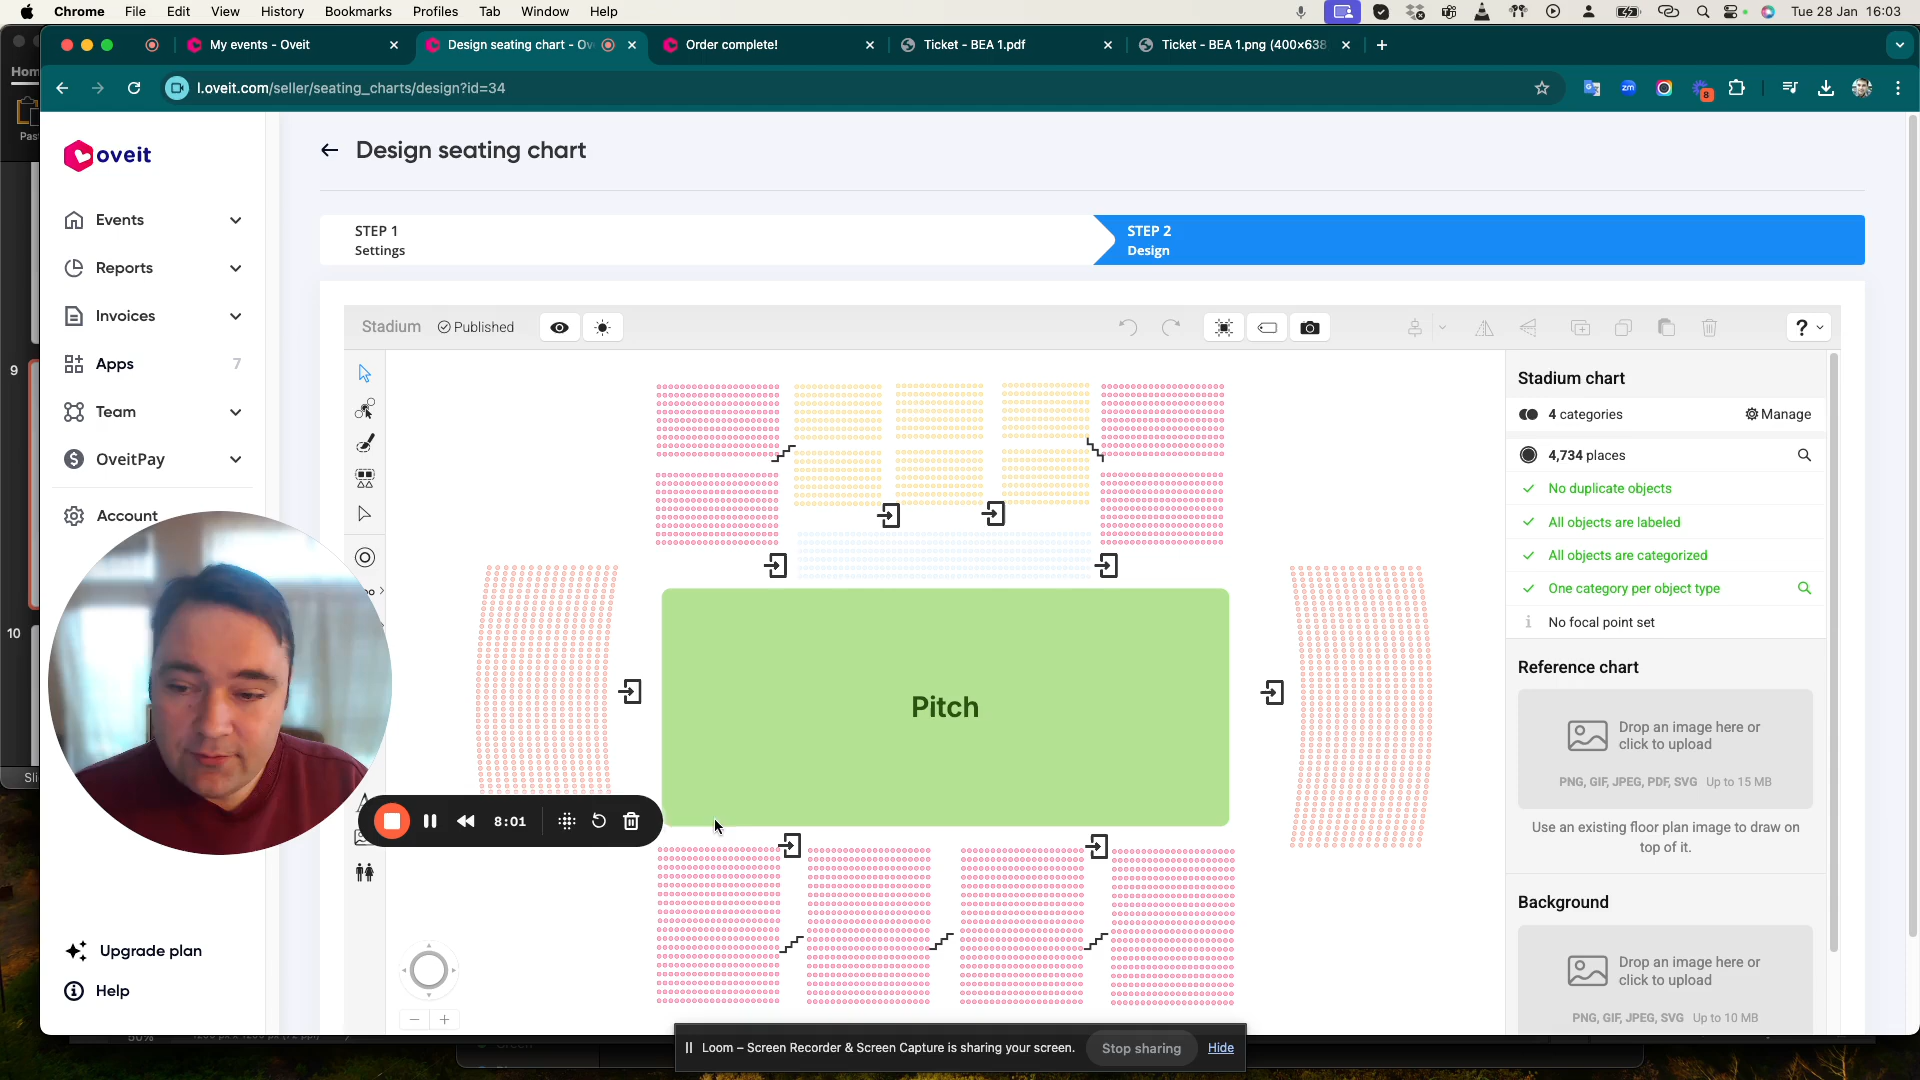 Chrome File Edit View History Bookmarks Profiles Tab Window Help
Tue 28 Jan 16:03
My events - Oveit
Design seating chart - Ov
Order complete!
Ticket - BEA 1.pdf
Ticket - BEA 1.png (400×638
l.oveit.com/seller/seating_charts/design?id=34
8
Hom
Pas
9
10
Sli
oveit
Events
Reports
Invoices
Apps 7
Team
OveitPay
Account
Upgrade plan
Help
Design seating chart
STEP 1
Settings
STEP 2
Design
Stadium Published
?
Pitch
8:01
Stadium chart
4 categories Manage
4,734 places
No duplicate objects
All objects are labeled
All objects are categorized
One category per object type
No focal point set
Reference chart
Drop an image here or
click to upload
PNG, GIF, JPEG, PDF, SVG Up to 15 MB
Use an existing floor plan image to draw on
top of it.
Background
Drop an image here or
click to upload
PNG, GIF, JPEG, SVG Up to 10 MB
Loom – Screen Recorder & Screen Capture is sharing your screen. Stop sharing Hide
50%